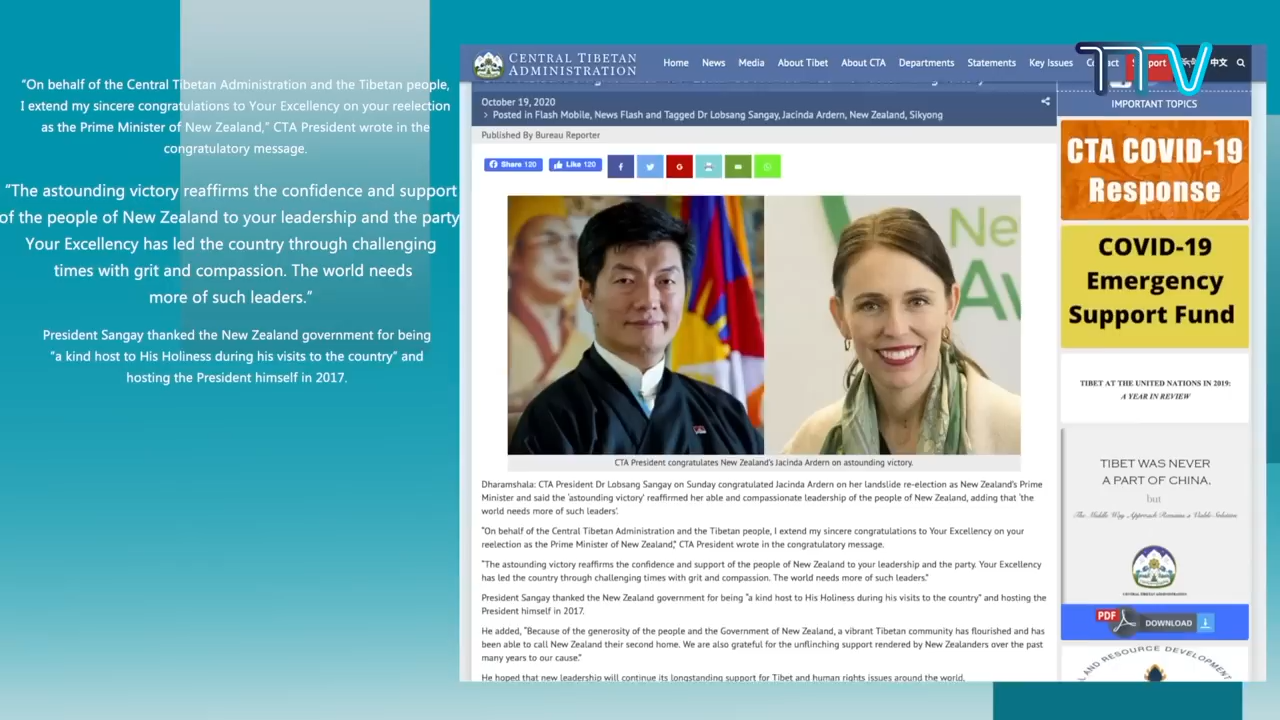 “On behalf of the Central Tibetan Administration and the Tibetan people,
I extend my sincere congratulations to Your Excellency on your reelection
as the Prime Minister of New Zealand,” CTA President wrote in the
congratulatory message.
“The astounding victory reaffirms the confidence and support
of the people of New Zealand to your leadership and the party
Your Excellency has led the country through challenging
times with grit and compassion. The world needs
more of such leaders.”
President Sangay thanked the New Zealand government for being
“a kind host to His Holiness during his visits to the country” and
hosting the President himself in 2017.
CENTRAL TIBETAN
ADMINISTRATION
Home News Media About Tibet About CTA Departments Statements Key Issues 中文
TTV
October 19, 2020
> Posted in Flash Mobile, News Flash and Tagged Dr Lobsang Sangay, Jacinda Ardern, New Zealand, Sikyong
Published By Bureau Reporter
Share 120
Like 120
CTA President congratulates New Zealand's Jacinda Ardern on astounding victory.
Dharamshala: CTA President Dr Lobsang Sangay on Sunday congratulated Jacinda Ardern on her landslide re-election as New Zealand's Prime
Minister and said the ‘astounding victory’ reaffirmed her able and compassionate leadership of the people of New Zealand, adding that ‘the
world needs more of such leaders’.
“On behalf of the Central Tibetan Administration and the Tibetan people, I extend my sincere congratulations to Your Excellency on your
reelection as the Prime Minister of New Zealand,” CTA President wrote in the congratulatory message.
“The astounding victory reaffirms the confidence and support of the people of New Zealand to your leadership and the party. Your Excellency
has led the country through challenging times with grit and compassion. The world needs more of such leaders.”
President Sangay thanked the New Zealand government for being “a kind host to His Holiness during his visits to the country” and hosting the
President himself in 2017.
He added, “Because of the generosity of the people and the Government of New Zealand, a vibrant Tibetan community has flourished and has
been able to call New Zealand their second home. We are also grateful for the unflinching support rendered by New Zealanders over the past
many years to our cause.”
He hoped that new leadership will continue its longstanding support for Tibet and human rights issues around the world.
IMPORTANT TOPICS
CTA COVID-19
Response
COVID-19
Emergency
Support Fund
TIBET AT THE UNITED NATIONS IN 2019:
A YEAR IN REVIEW
TIBET WAS NEVER
A PART OF CHINA,
but
The Middle Way Approach Remains a Viable Solution
CENTRAL TIBETAN ADMINISTRATION
PDF
DOWNLOAD
AND RESOURCE DEVELOPMENT